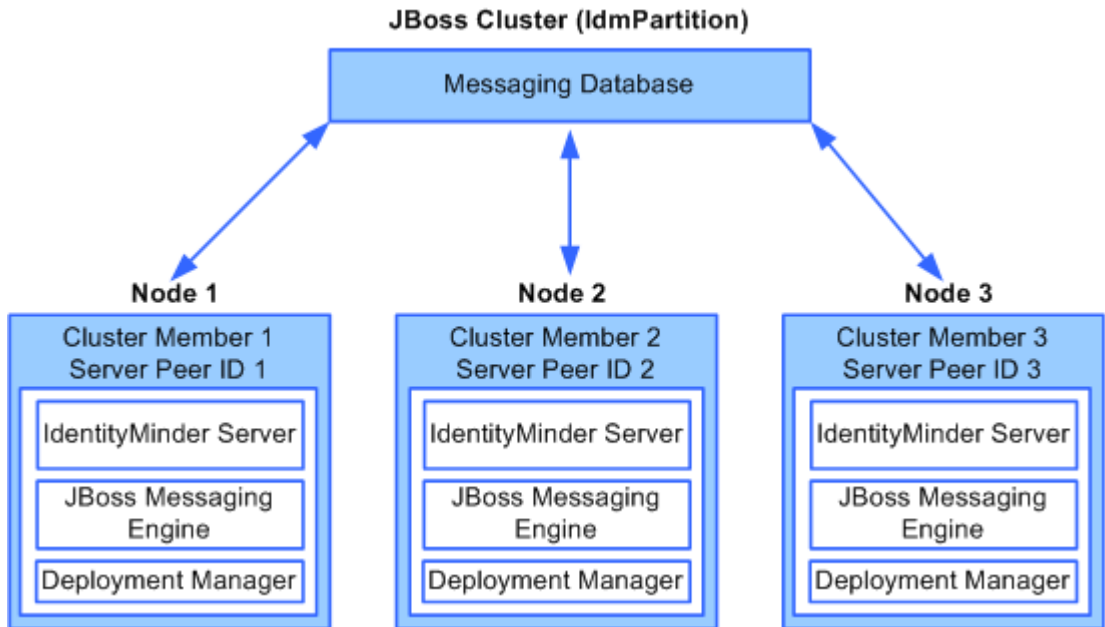 JBoss Cluster (IdmPartition)
Messaging Database
Node 1
Cluster Member 1
Server Peer ID 1
IdentityMinder Server
JBoss Messaging
Engine
Deployment Manager
Node 2
Cluster Member 2
Server Peer ID 2
IdentityMinder Server
JBoss Messaging
Engine
Deployment Manager
Node 3
Cluster Member 3
Server Peer ID 3
IdentityMinder Server
JBoss Messaging
Engine
Deployment Manager